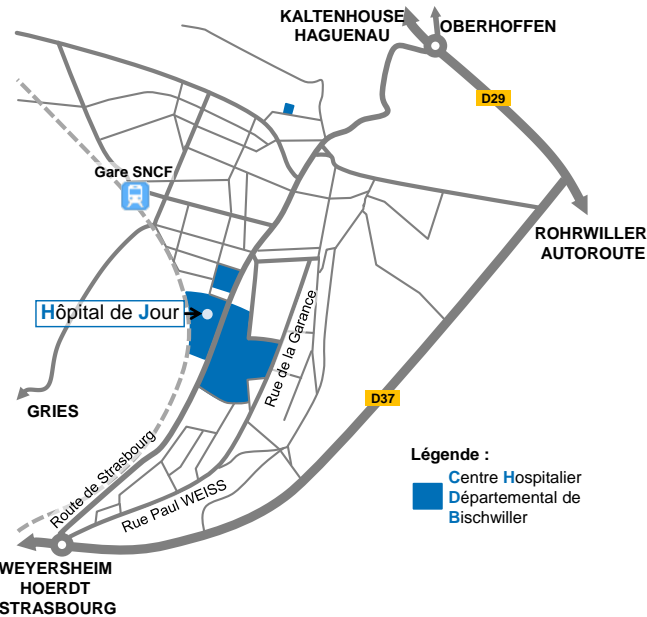 KALTENHOUSE
HAGUENAU
OBERHOFFEN
D29
Gare SNCF
ROHRWILLER
AUTOROUTE
Hôpital de Jour
Rue de la Garance
GRIES
D37
Route de Strasbourg
Rue Paul WEISS
Légende :
Centre Hospitalier
Départemental de
Bischwiller
WEYERSHEIM
HOERDT
STRASBOURG